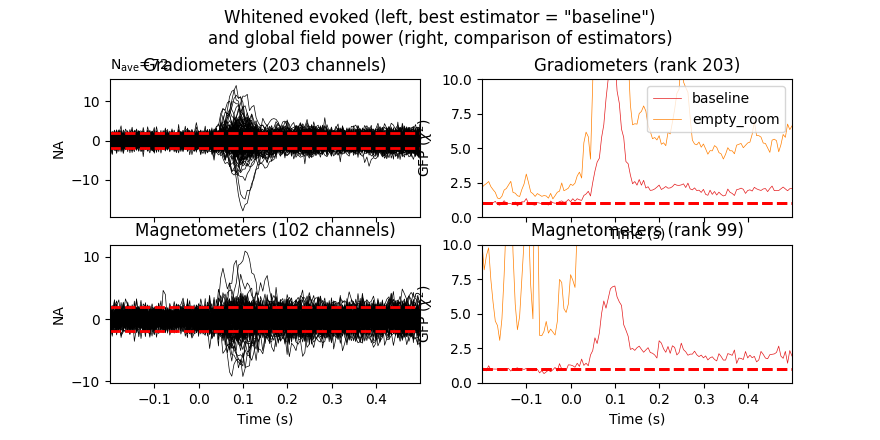 Whitened evoked (left, best estimator = "baseline")
and global field power (right, comparison of estimators)
Nave=72
Gradiometers (203 channels)
10
0
−10
NA
Gradiometers (rank 203)
10.0
7.5
5.0
2.5
0.0
GFP (χ²)
baseline
empty_room
Time (s)
Magnetometers (102 channels)
10
0
−10
NA
−0.1 0.0 0.1 0.2 0.3 0.4
Time (s)
Magnetometers (rank 99)
10.0
7.5
5.0
2.5
0.0
GFP (χ²)
−0.1 0.0 0.1 0.2 0.3 0.4
Time (s)